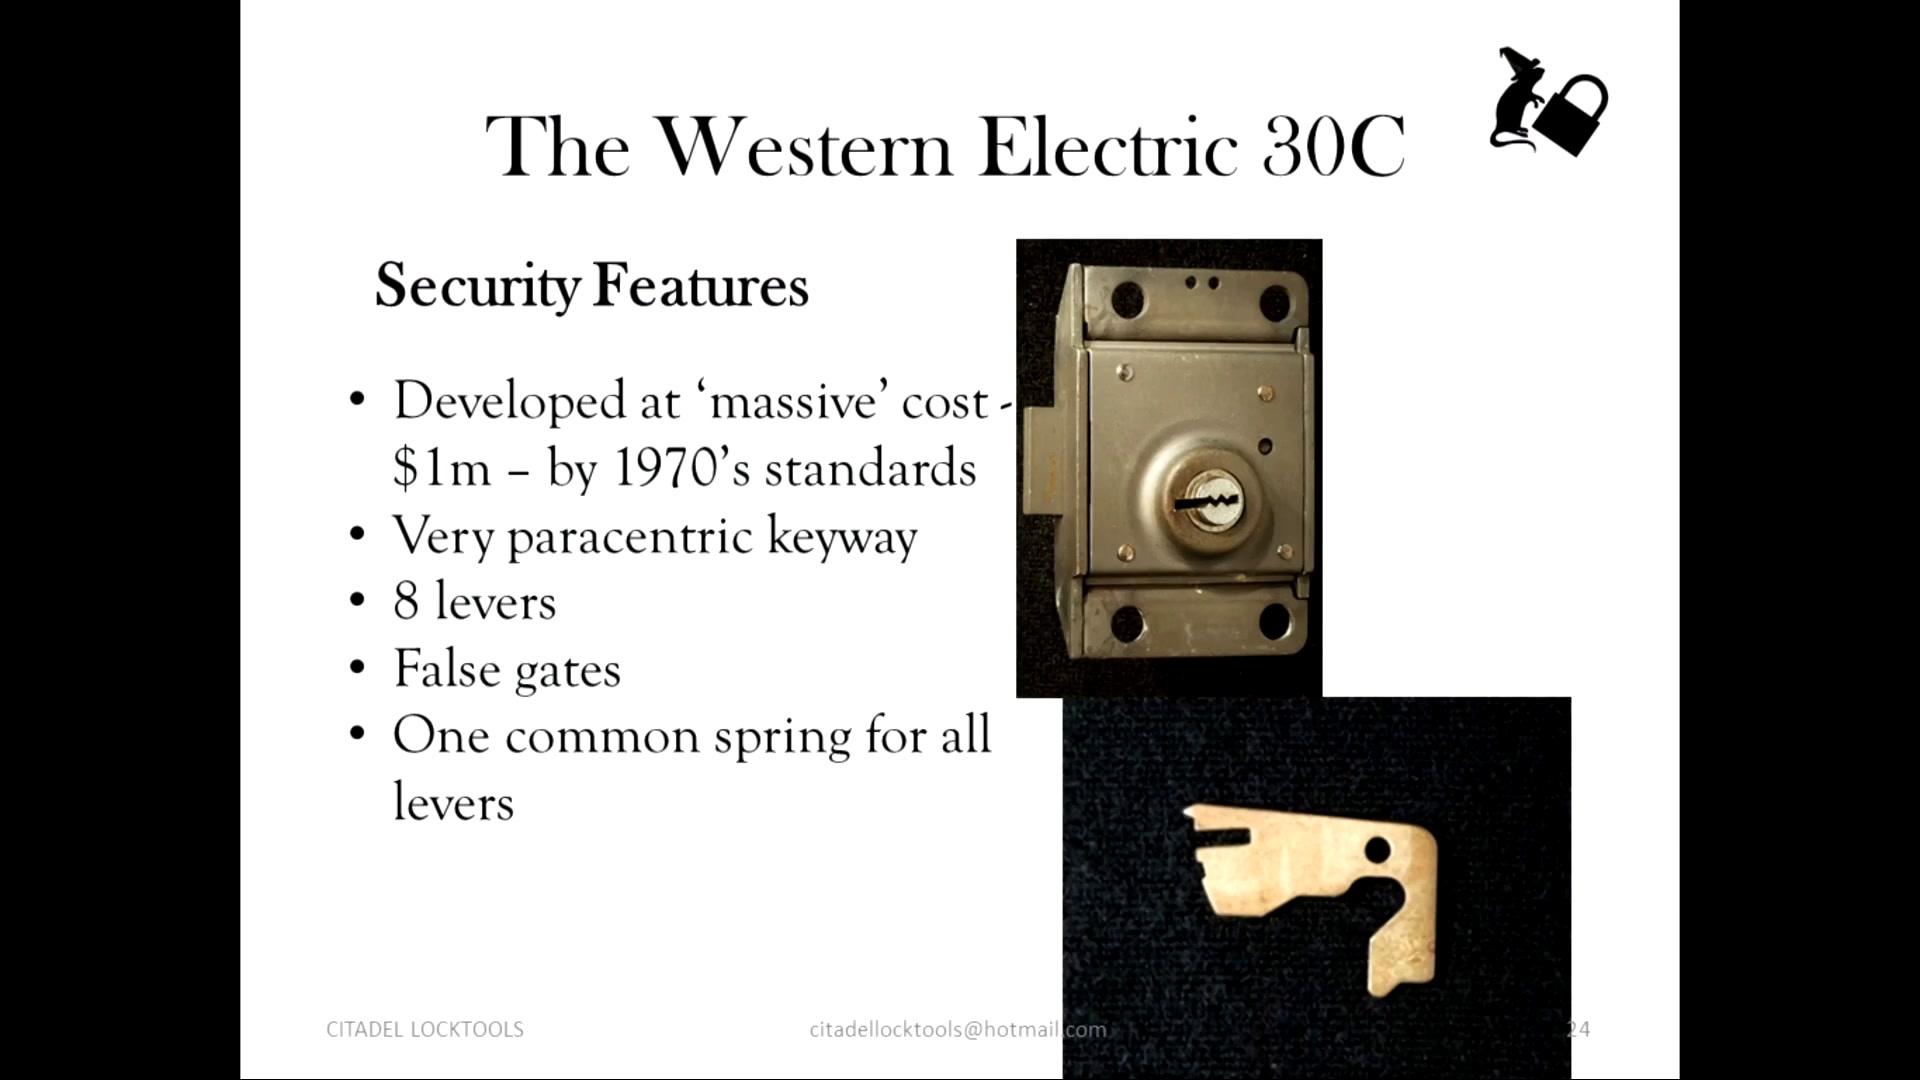 The Western Electric 30C
Security Features
• Developed at ‘massive’ cost -
$1m – by 1970’s standards
• Very paracentric keyway
• 8 levers
• False gates
• One common spring for all
levers
CITADEL LOCKTOOLS
citadellocktools@hotmail.com
24